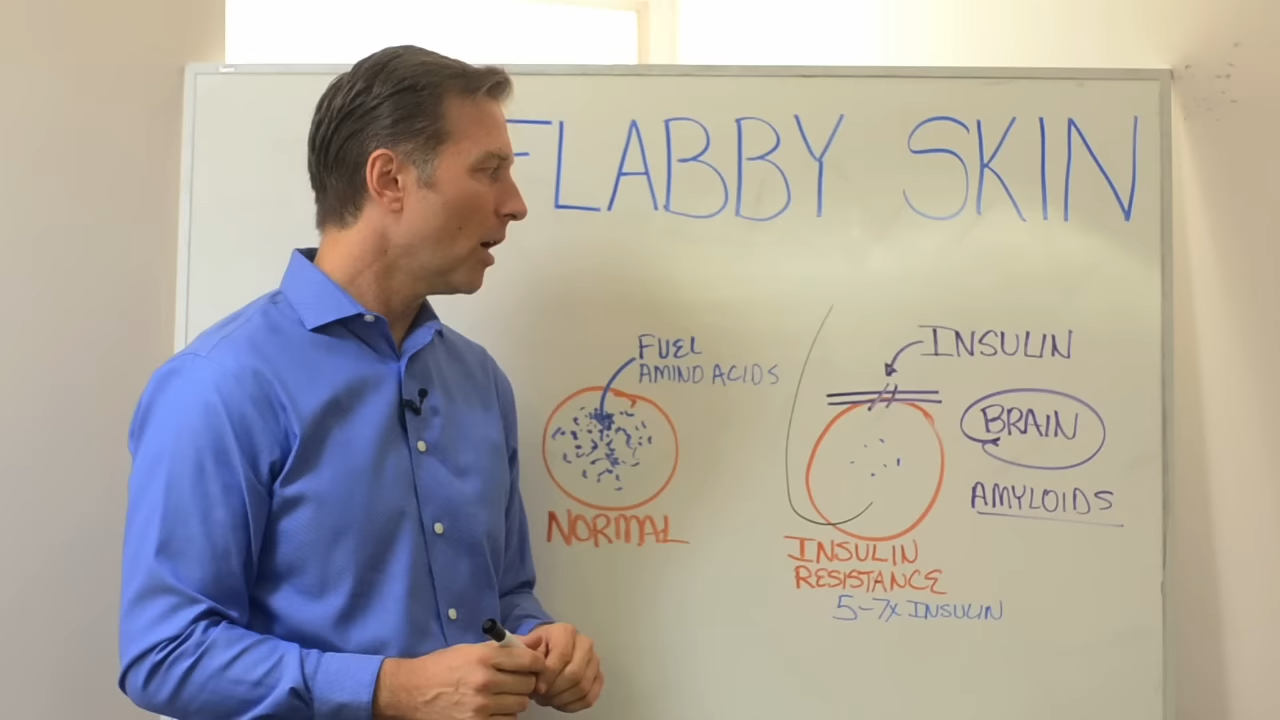 FLABBY SKIN
FUEL
AMINO ACIDS
NORMAL
INSULIN
BRAIN
AMYLOIDS
INSULIN
RESISTANCE
5-7X INSULIN